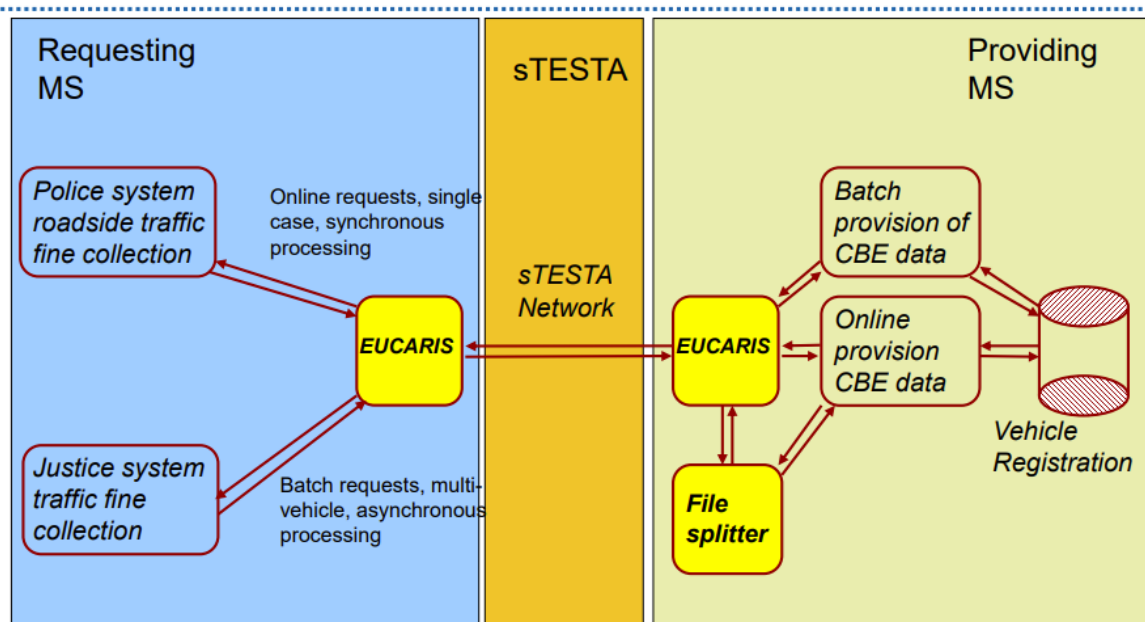 Requesting
MS
sTESTA
Providing
MS
Police system
roadside traffic
fine collection
Online requests, single
case, synchronous
processing
EUCARIS
Justice system
traffic fine
collection
Batch requests, multi-
vehicle, asynchronous
processing
sTESTA
Network
EUCARIS
File
splitter
Batch
provision of
CBE data
Online
provision
CBE data
Vehicle
Registration